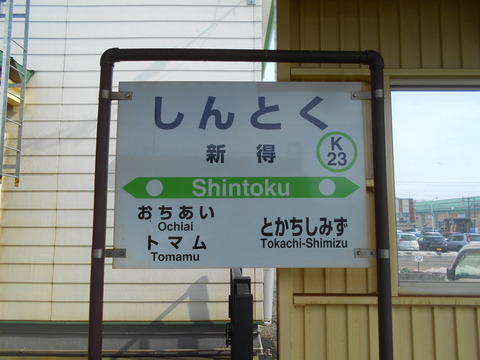 しんとく
新得
K
23
Shintoku
おちあい
Ochiai
トマム
Tomamu
とかちしみず
Tokachi-Shimizu